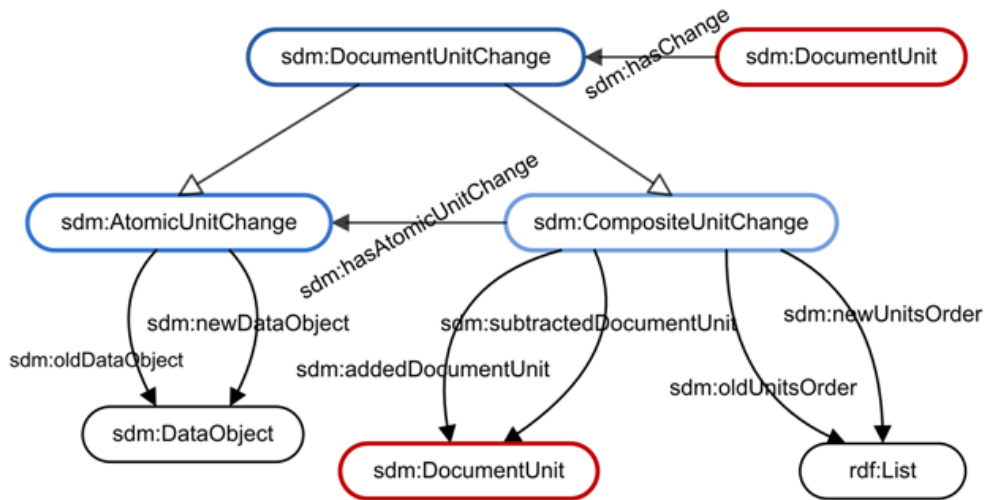 sdm:DocumentUnitChange
sdm:hasChange
sdm:DocumentUnit
sdm:AtomicUnitChange
sdm:hasAtomicUnitChange
sdm:CompositeUnitChange
sdm:oldDataObject
sdm:newDataObject
sdm:addedDocumentUnit
sdm:subtractedDocumentUnit
sdm:oldUnitsOrder
sdm:newUnitsOrder
sdm:DataObject
sdm:DocumentUnit
rdf:List